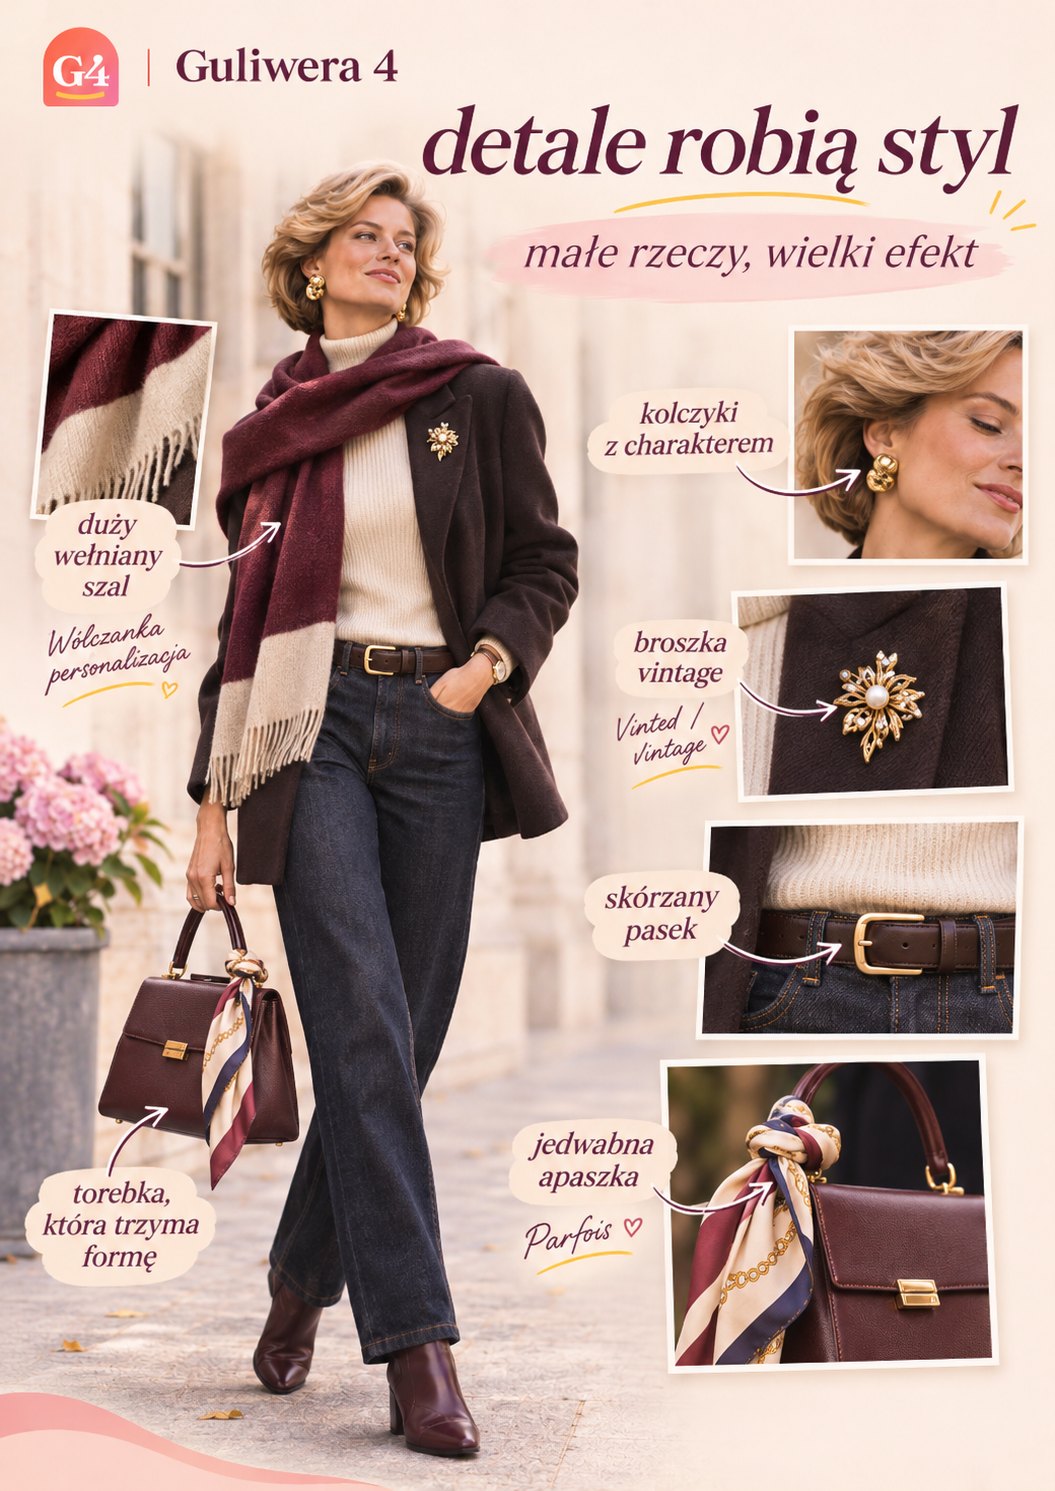 G4 | Guliwera 4
detale robią styl
małe rzeczy, wielki efekt
duży
wełniany
szal
Wólczanka
personalizacja
kolczyki
z charakterem
broszka
vintage
Vinted /
vintage
skórzany
pasek
jedwabna
apaszka
Parfois
torebka,
która trzyma
formę